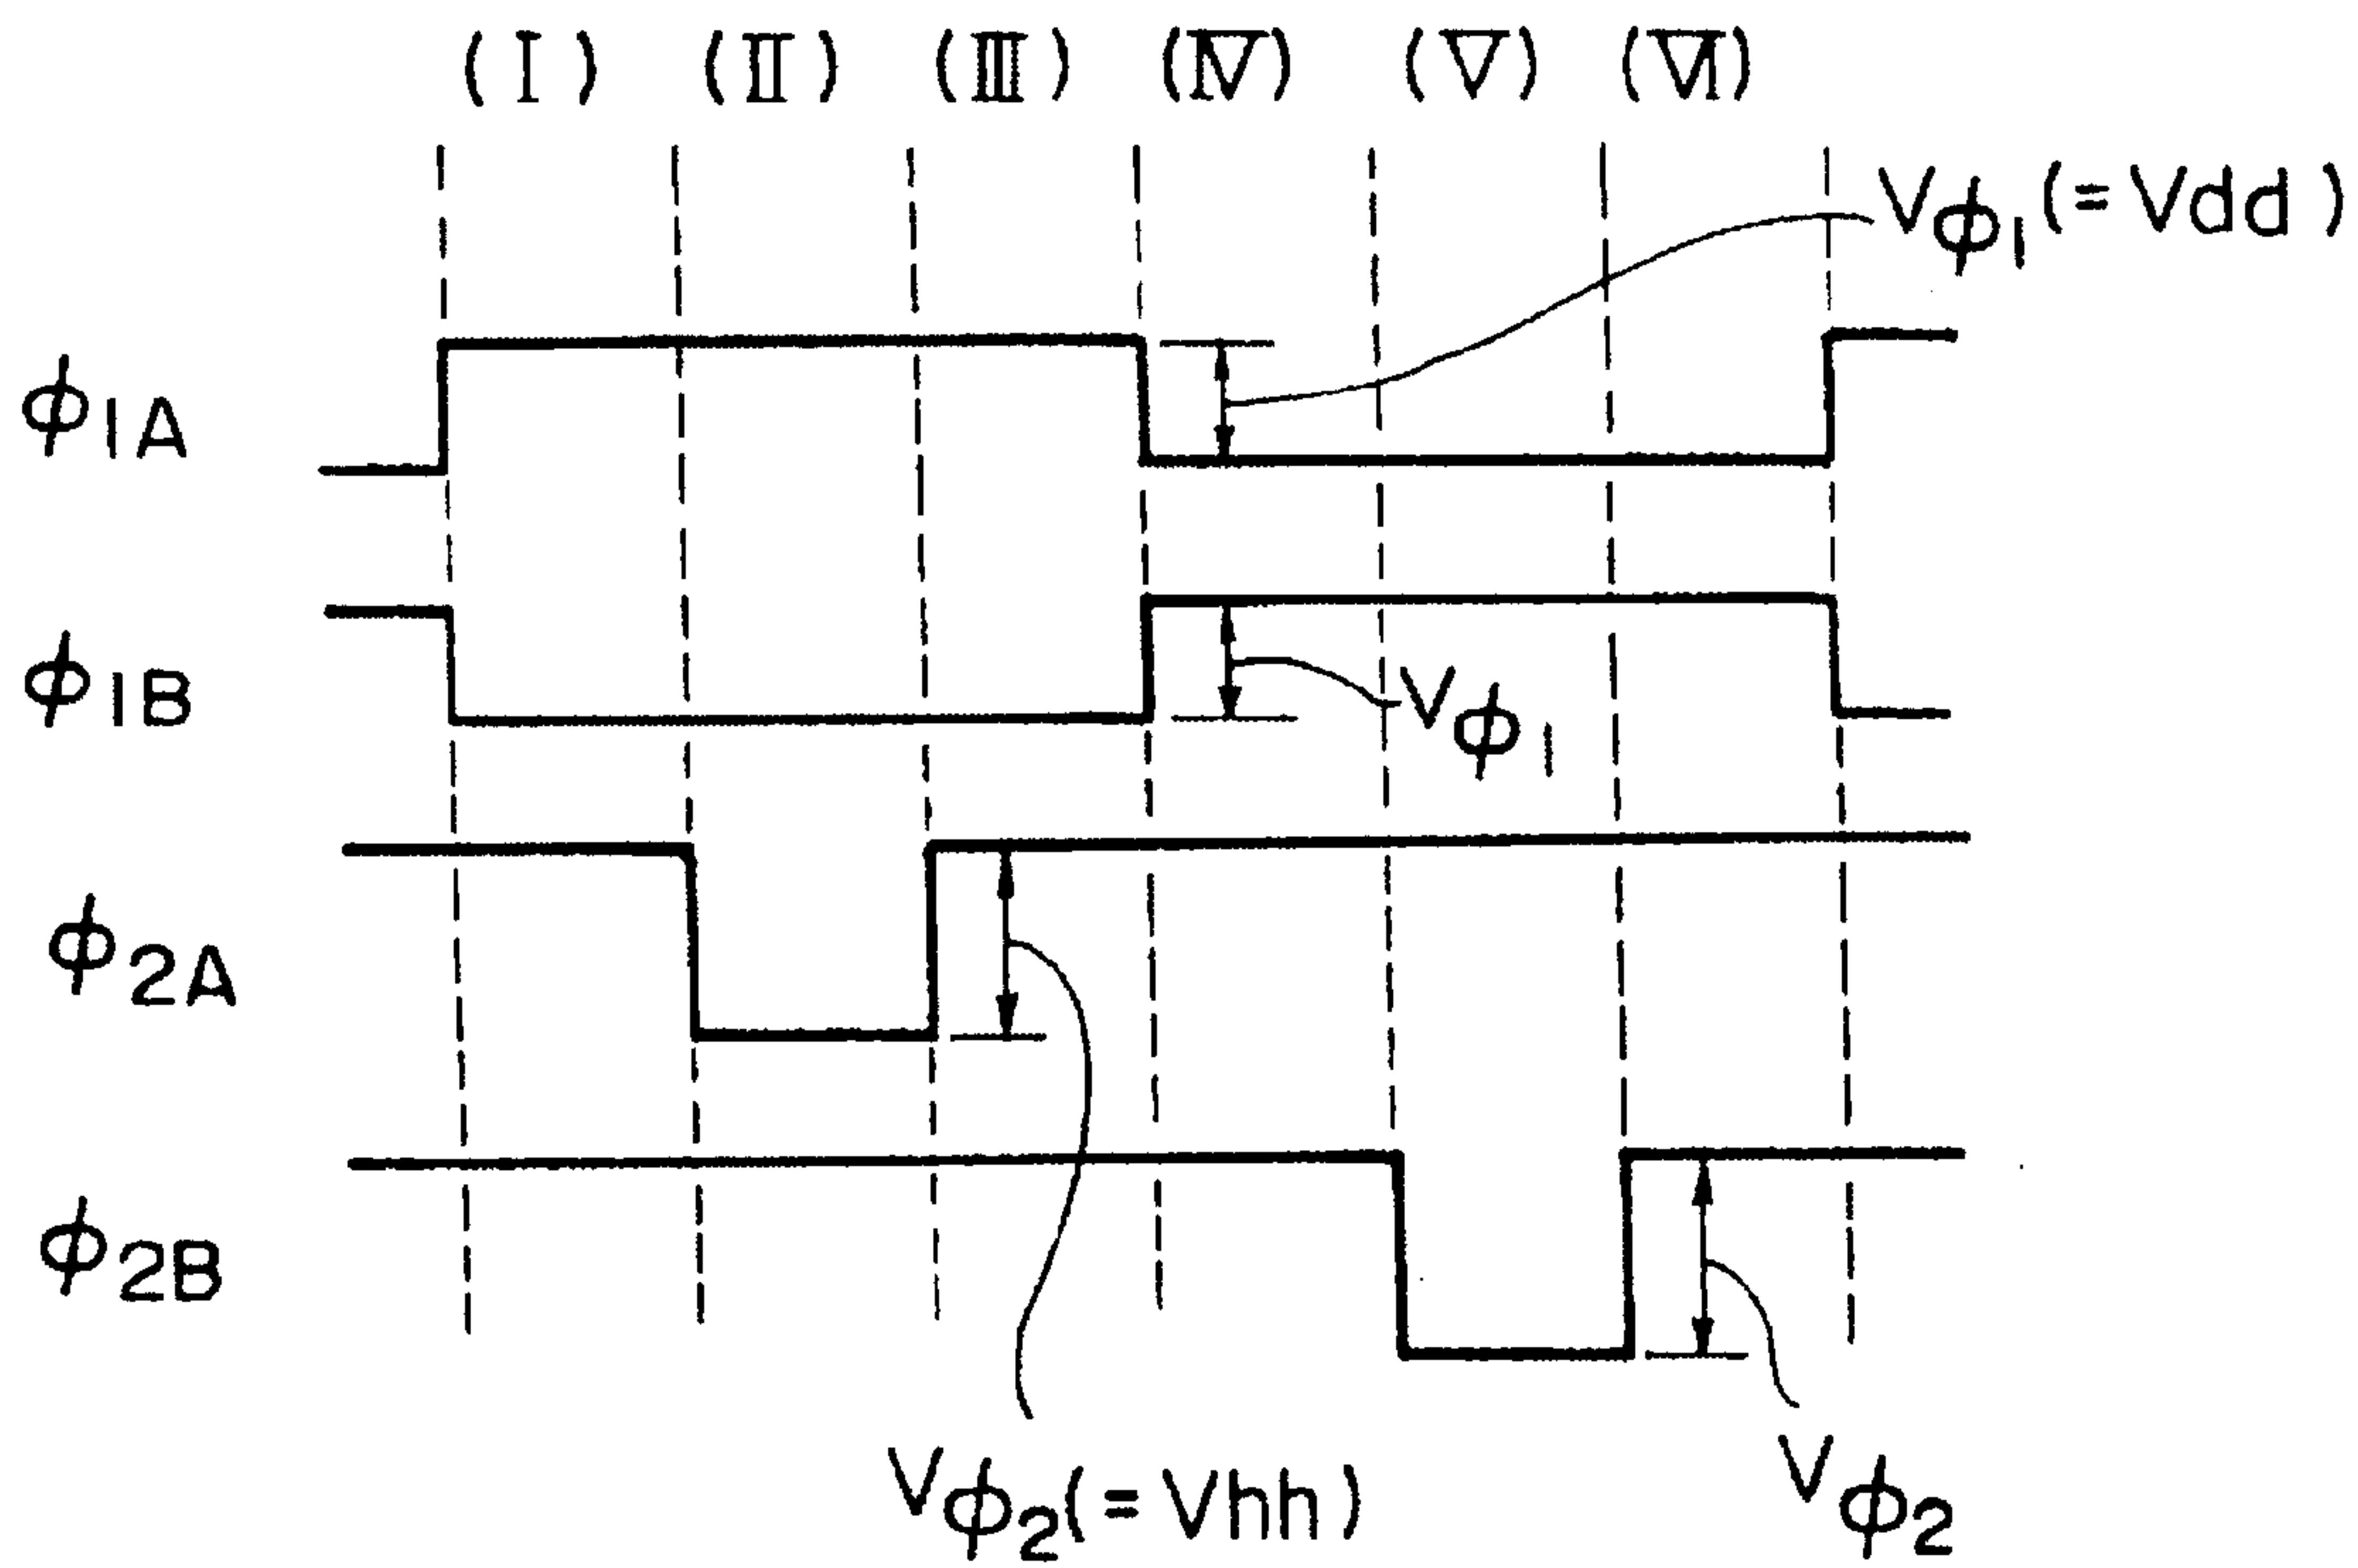 (I) (II) (III) (IV) (V) (VI)
Vϕ1(=Vdd)
ϕ1A
ϕ1B
Vϕ1
ϕ2A
ϕ2B
Vϕ2(=Vhh)
Vϕ2